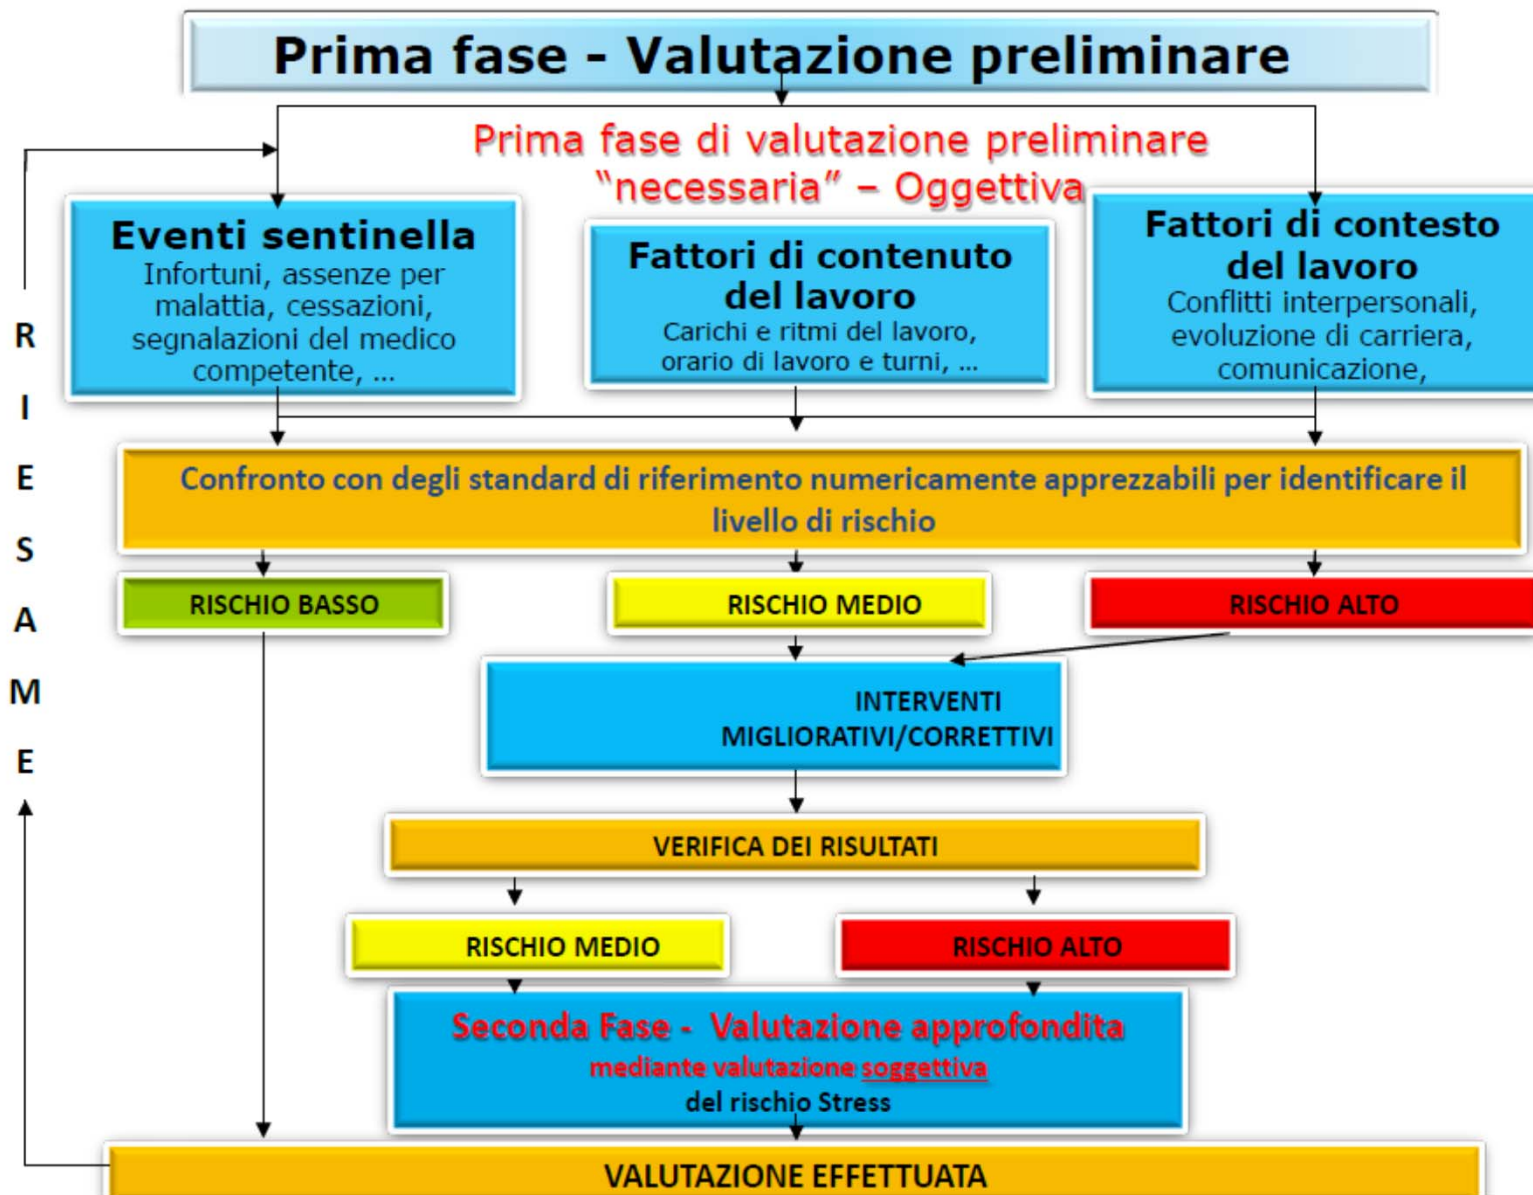 Prima fase - Valutazione preliminare
Prima fase di valutazione preliminare
“necessaria” – Oggettiva
Eventi sentinella
Infortuni, assenze per
malattia, cessazioni,
segnalazioni del medico
competente, ...
Fattori di contenuto
del lavoro
Carichi e ritmi del lavoro,
orario di lavoro e turni, ...
Fattori di contesto
del lavoro
Conflitti interpersonali,
evoluzione di carriera,
comunicazione,
R
I
E
S
A
M
E
Confronto con degli standard di riferimento numericamente apprezzabili per identificare il
livello di rischio
RISCHIO BASSO
RISCHIO MEDIO
RISCHIO ALTO
INTERVENTI
MIGLIORATIVI/CORRETTIVI
VERIFICA DEI RISULTATI
RISCHIO MEDIO
RISCHIO ALTO
Seconda Fase - Valutazione approfondita
mediante valutazione soggettiva
del rischio Stress
VALUTAZIONE EFFETTUATA